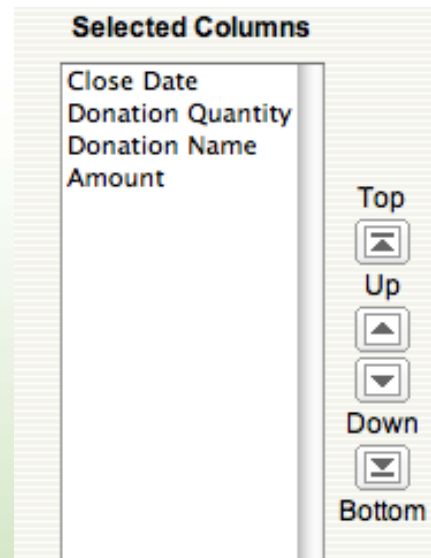 Selected Columns
Close Date
Donation Quantity
Donation Name
Amount
Top
Up
Down
Bottom